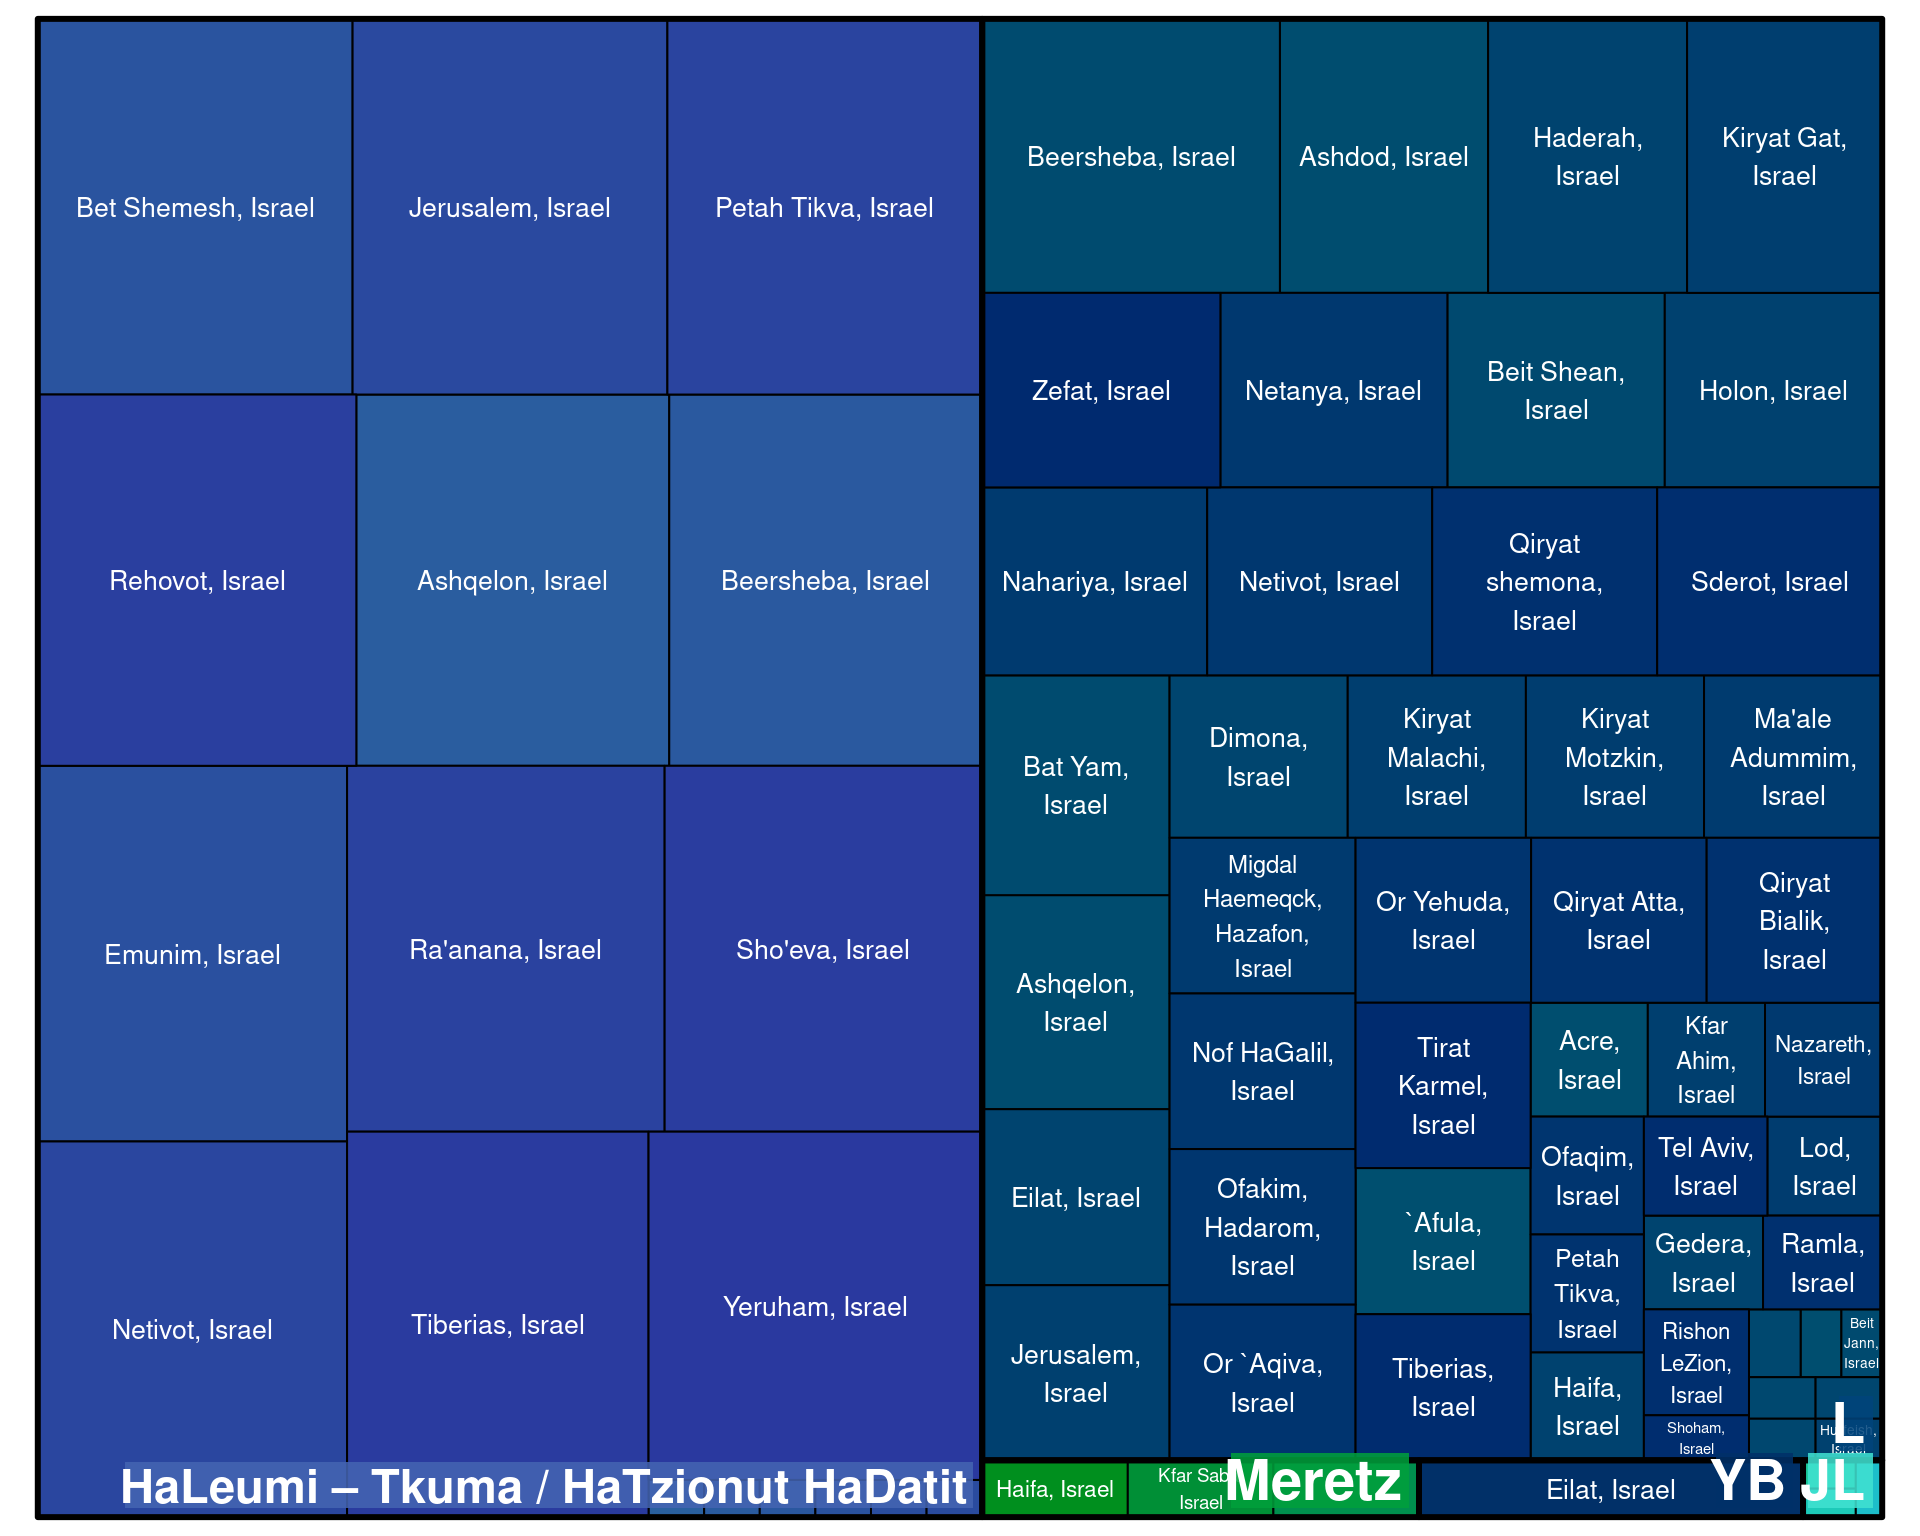 Bet Shemesh, Israel
Jerusalem, Israel
Petah Tikva, Israel
Rehovot, Israel
Ashqelon, Israel
Beersheba, Israel
Emunim, Israel
Ra'anana, Israel
Sho'eva, Israel
Netivot, Israel
Tiberias, Israel
Yeruham, Israel
HaLeumi – Tkuma / HaTzionut HaDatit
Beersheba, Israel
Ashdod, Israel
Haderah,
Israel
Kiryat Gat,
Israel
Zefat, Israel
Netanya, Israel
Beit Shean,
Israel
Holon, Israel
Nahariya, Israel
Netivot, Israel
Qiryat
shemona,
Israel
Sderot, Israel
Bat Yam,
Israel
Dimona,
Israel
Kiryat
Malachi,
Israel
Kiryat
Motzkin,
Israel
Ma'ale
Adummim,
Israel
Migdal
Haemeqck,
Hazafon,
Israel
Or Yehuda,
Israel
Qiryat Atta,
Israel
Qiryat
Bialik,
Israel
Ashqelon,
Israel
Nof HaGalil,
Israel
Tirat
Karmel,
Israel
Acre,
Israel
Kfar
Ahim,
Israel
Nazareth,
Israel
Eilat, Israel
Ofakim,
Hadarom,
Israel
`Afula,
Israel
Ofaqim,
Israel
Tel Aviv,
Israel
Lod,
Israel
Gedera,
Israel
Ramla,
Israel
Petah
Tikva,
Israel
Jerusalem,
Israel
Or `Aqiva,
Israel
Tiberias,
Israel
Haifa,
Israel
Rishon
LeZion,
Israel
Shoham,
Israel
Beit
Jann,
Israel
L
Haifa, Israel
Kfar Sab
Israel
Meretz
Eilat, Israel
YB
JL